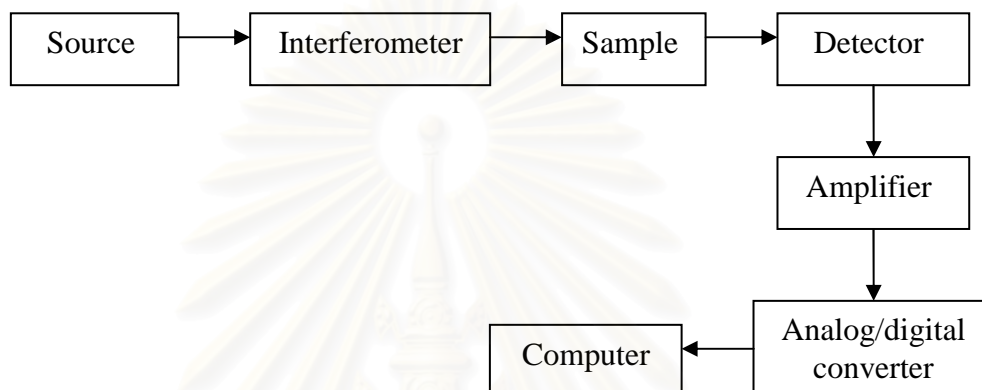 Source
Interferometer
Sample
Detector
Amplifier
Analog/digital
converter
Computer